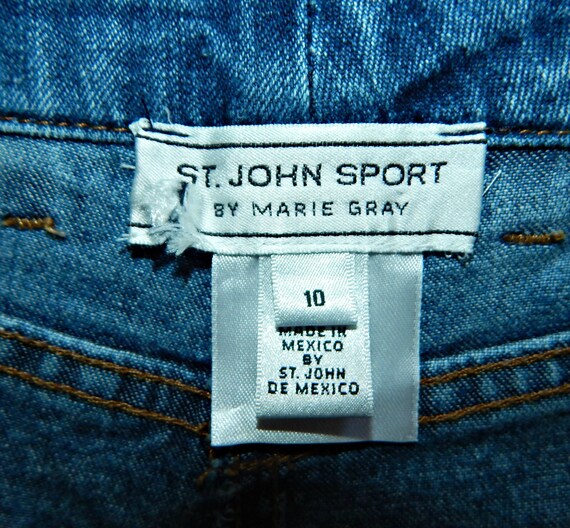 ST. JOHN SPORT
BY MARIE GRAY
10
MADE IN
MEXICO
BY
ST. JOHN
DE MEXICO